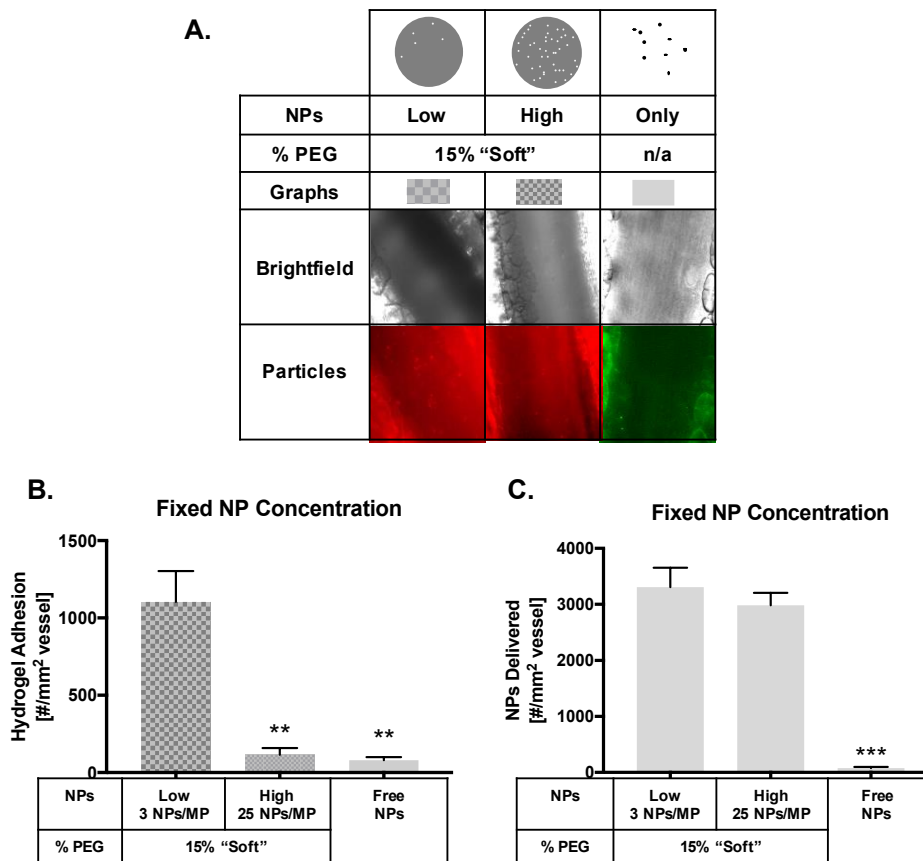 A.
NPs Low High Only
% PEG 15% “Soft” n/a
Graphs
Brightfield
Particles
B.
Fixed NP Concentration
Hydrogel Adhesion
[#/mm² vessel]
1500
1000
500
0
** **
NPs Low High Free
3 NPs/MP 25 NPs/MP NPs
% PEG 15% “Soft”
C.
Fixed NP Concentration
NPs Delivered
[#/mm² vessel]
4000
3000
2000
1000
0
***
NPs Low High Free
3 NPs/MP 25 NPs/MP NPs
% PEG 15% “Soft”